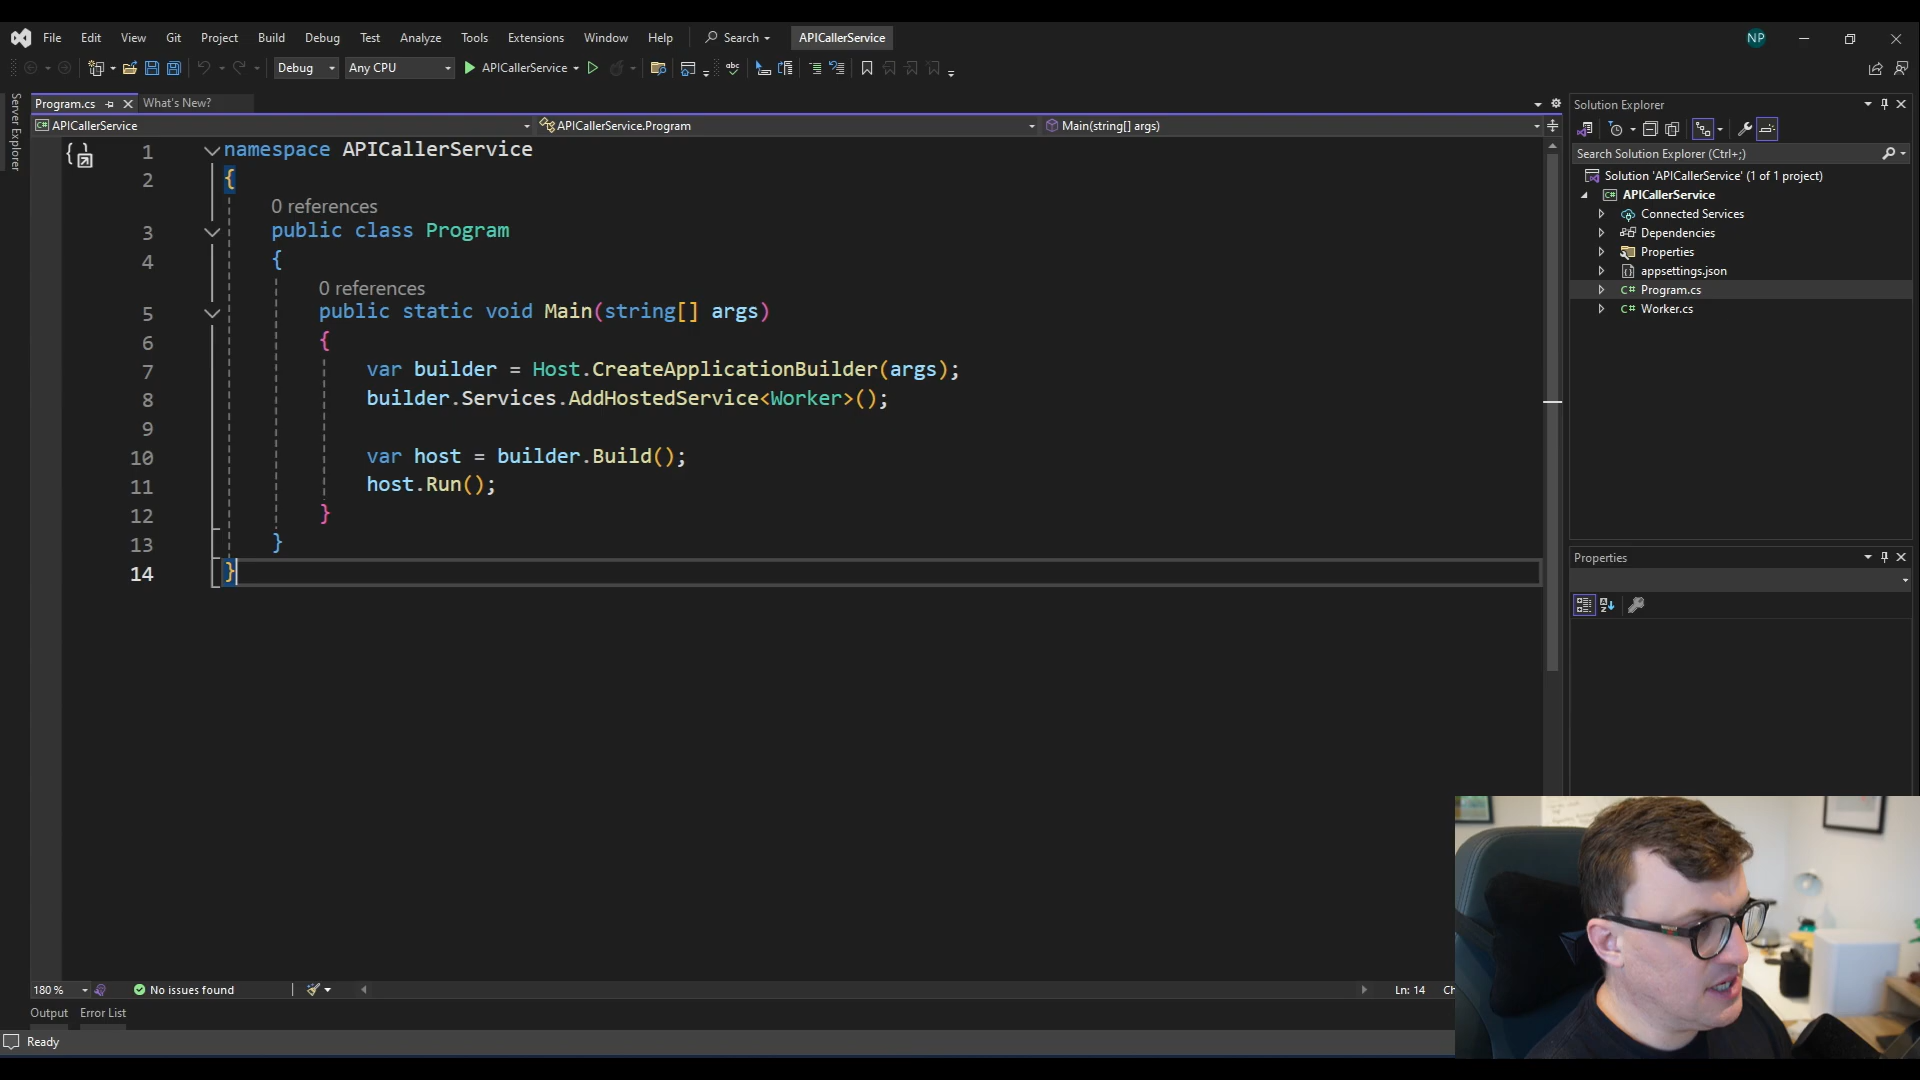 File Edit View Git Project Build Debug Test Analyze Tools Extensions Window Help Search APICallerService NP
Debug Any CPU APICallerService
Server Explorer
Program.cs What's New?
APICallerService APICallerService.Program Main(string[] args)
1 namespace APICallerService
2 {
0 references
3 public class Program
4 {
0 references
5 public static void Main(string[] args)
6 {
7 var builder = Host.CreateApplicationBuilder(args);
8 builder.Services.AddHostedService<Worker>();
9
10 var host = builder.Build();
11 host.Run();
12 }
13 }
14 }
Solution Explorer
Search Solution Explorer (Ctrl+;)
Solution 'APICallerService' (1 of 1 project)
APICallerService
Connected Services
Dependencies
Properties
appsettings.json
C# Program.cs
C# Worker.cs
Properties
180 % No issues found Ln: 14 Ch
Output Error List
Ready